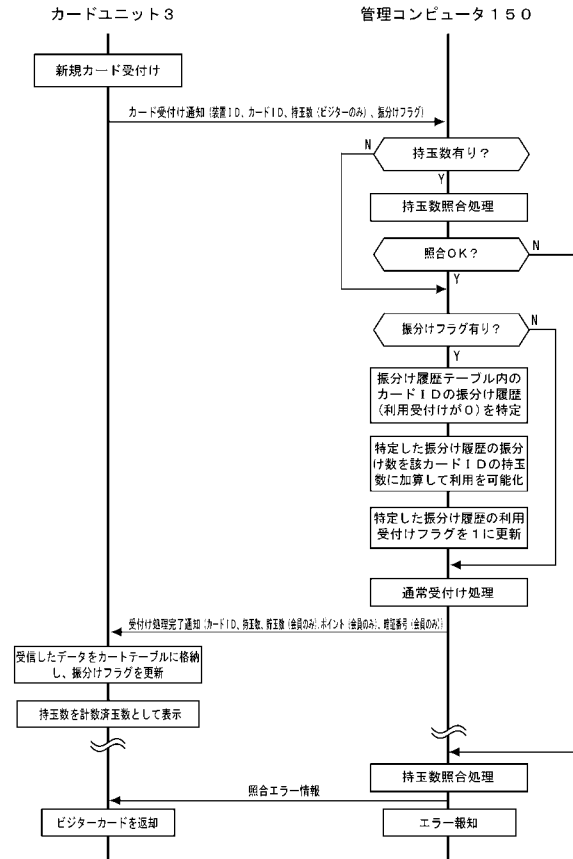 カードユニット３
管理コンピュータ１５０
新規カード受付け
カード受付け通知（装置ＩＤ、カードＩＤ、持玉数（ビジターのみ）、振分けフラグ）
持玉数有り？
N
Y
持玉数照合処理
照合ＯＫ？
N
Y
振分けフラグ有り？
N
Y
振分け履歴テーブル内の
カードＩＤの振分け履歴
（利用受付けが０）を特定
特定した振分け履歴の振分
け数を該カードＩＤの持玉
数に加算して利用を可能化
特定した振分け履歴の利用
受付けフラグを１に更新
通常受付け処理
受付け処理完了通知（カードＩＤ、持玉数、貯玉数（会員のみ）、ポイント（会員のみ）、暗証番号（会員のみ））
受信したデータをカートテーブルに格納
し、振分けフラグを更新
持玉数を計数済玉数として表示
持玉数照合処理
照合エラー情報
ビジターカードを返却
エラー報知